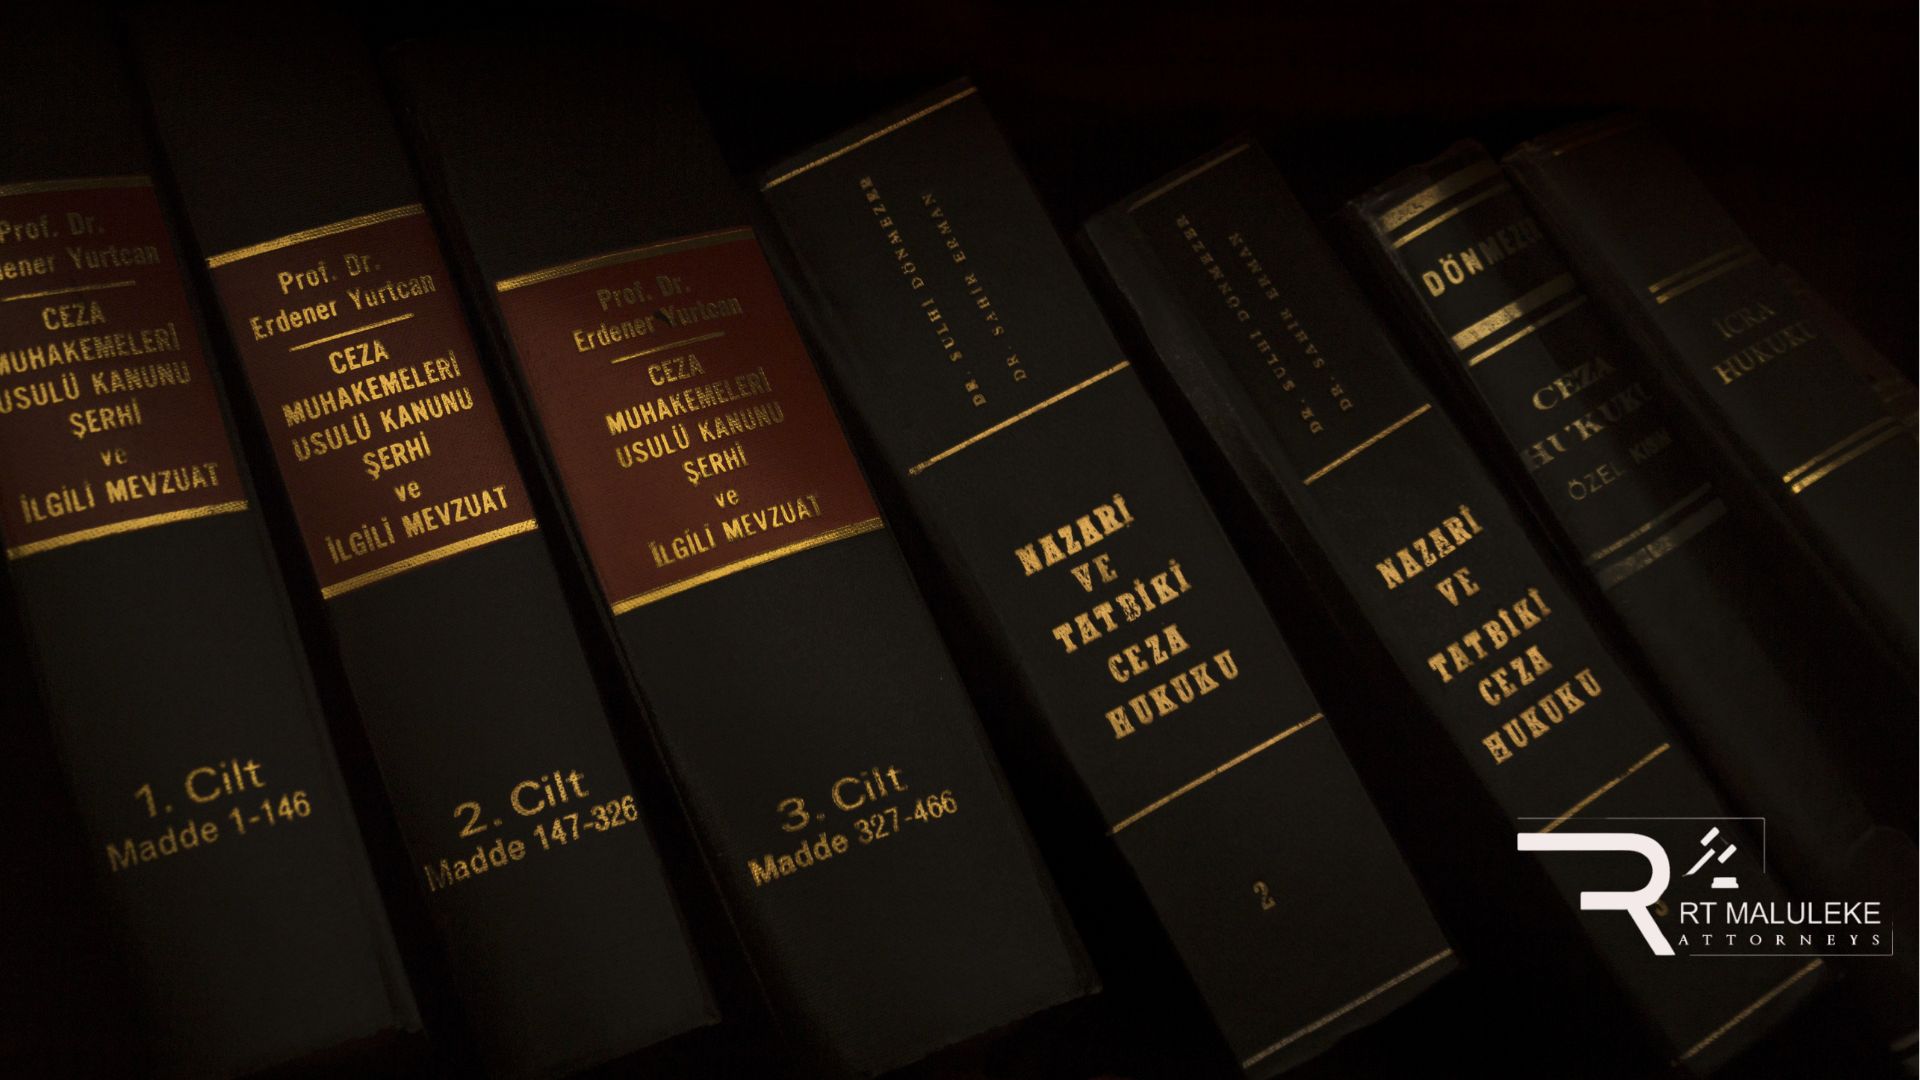 Prof. Dr.
Erdener Yurtcan
CEZA
MUHAKEMELERİ
USULÜ KANUNU
ŞERHİ
ve
İLGİLİ MEVZUAT
1. Cilt
Madde 1-146
Prof. Dr.
Erdener Yurtcan
CEZA
MUHAKEMELERİ
USULÜ KANUNU
ŞERHİ
ve
İLGİLİ MEVZUAT
2. Cilt
Madde 147-326
Prof. Dr.
Erdener Yurtcan
CEZA
MUHAKEMELERİ
USULÜ KANUNU
ŞERHİ
ve
İLGİLİ MEVZUAT
3. Cilt
Madde 327-466
DR. SULHİ DÖNMEZER
DR. SAHİR ERMAN
NAZARİ
VE
TATBİKİ
CEZA
HUKUKU
2
DR. SULHİ DÖNMEZER
DR. SAHİR ERMAN
NAZARİ
VE
TATBİKİ
CEZA
HUKUKU
CEZA
HUKUKU
ÖZEL KISIM
İCRA
HUKUKU
RT MALULEKE
ATTORNEYS